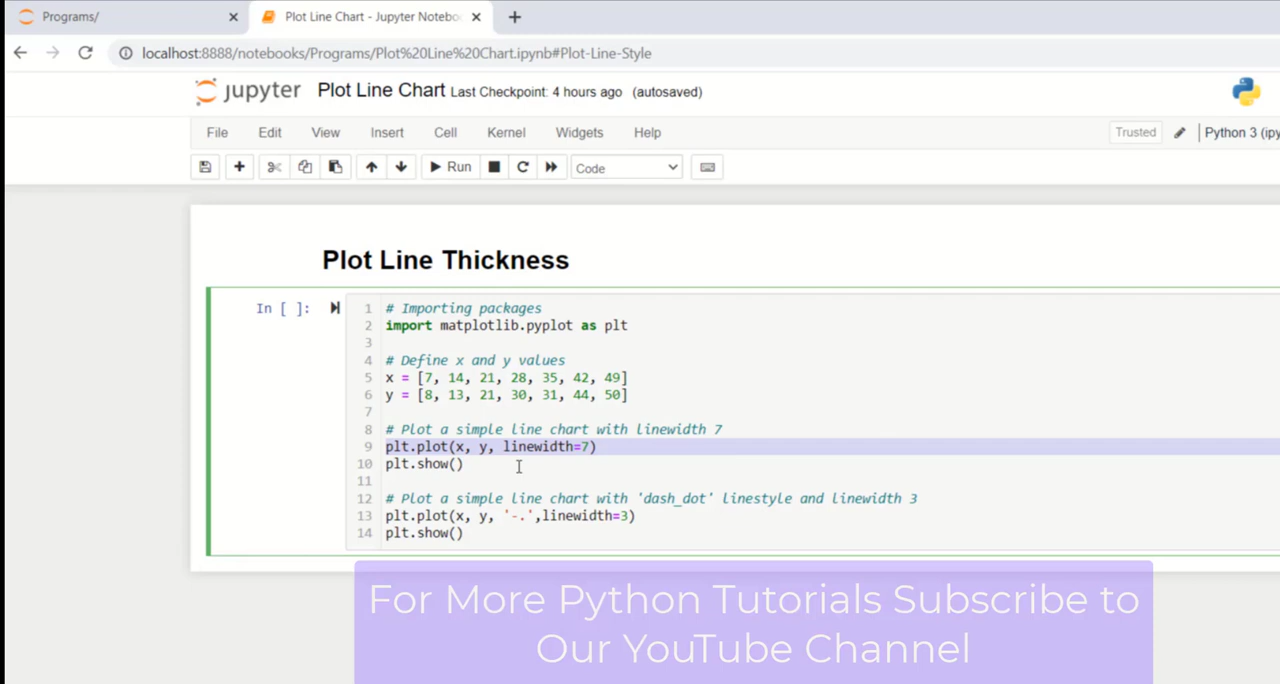 Programs/
Plot Line Chart - Jupyter Notebo
localhost:8888/notebooks/Programs/Plot%20Line%20Chart.ipynb#Plot-Line-Style
jupyter Plot Line Chart Last Checkpoint: 4 hours ago (autosaved)
File Edit View Insert Cell Kernel Widgets Help Trusted Python 3 (ipy
Run Code
Plot Line Thickness
In [ ]:
1 # Importing packages
2 import matplotlib.pyplot as plt
3
4 # Define x and y values
5 x = [7, 14, 21, 28, 35, 42, 49]
6 y = [8, 13, 21, 30, 31, 44, 50]
7
8 # Plot a simple line chart with linewidth 7
9 plt.plot(x, y, linewidth=7)
10 plt.show()
11
12 # Plot a simple line chart with 'dash_dot' linestyle and linewidth 3
13 plt.plot(x, y, '-.',linewidth=3)
14 plt.show()
For More Python Tutorials Subscribe to
Our YouTube Channel